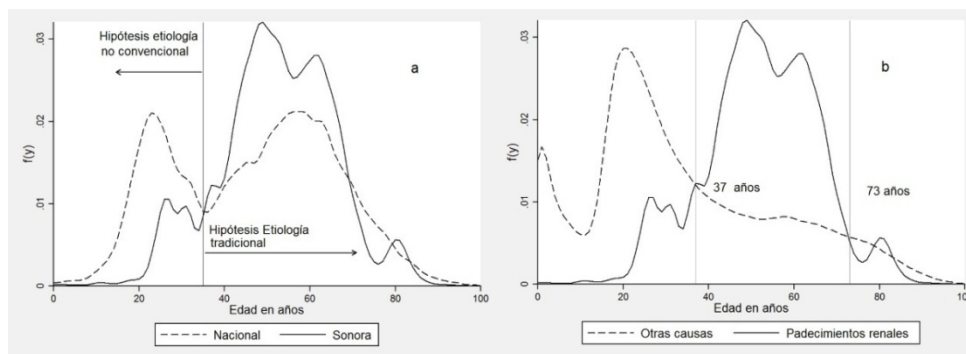 f(y)
.03
.02
.01
0
Hipótesis etiología
no convencional
a
Hipótesis Etiología
tradicional
0 20 40 60 80 100
Edad en años
Nacional Sonora
f(y)
.03
.02
.01
0
b
37 años
73 años
0 20 40 60 80 100
Edad en años
Otras causas Padecimientos renales